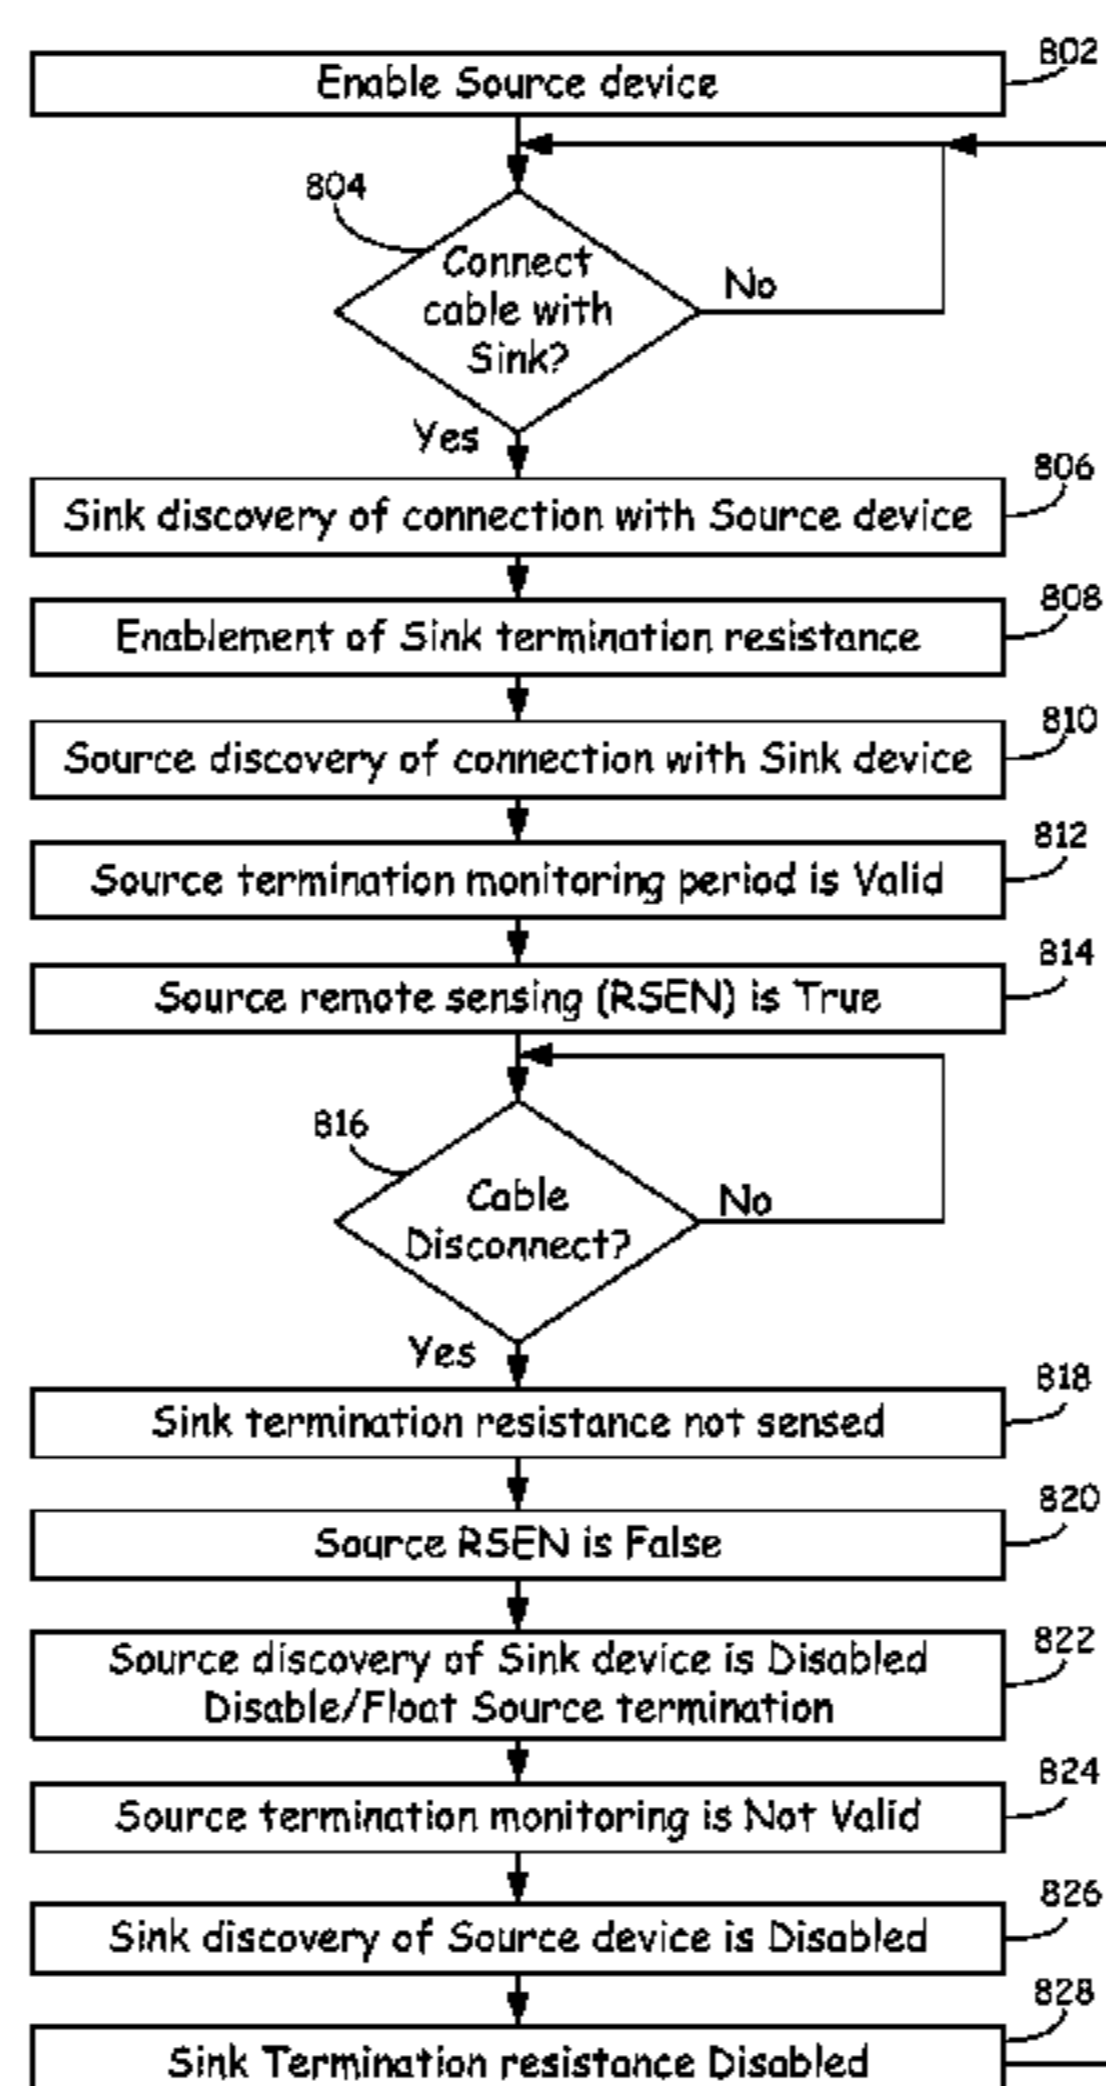 802
Enable Source device
804
Connect
cable with
Sink?
No
Yes
806
Sink discovery of connection with Source device
808
Enablement of Sink termination resistance
810
Source discovery of connection with Sink device
812
Source termination monitoring period is Valid
814
Source remote sensing (RSEN) is True
816
Cable
Disconnect?
No
Yes
818
Sink termination resistance not sensed
820
Source RSEN is False
822
Source discovery of Sink device is Disabled
Disable/Float Source termination
824
Source termination monitoring is Not Valid
826
Sink discovery of Source device is Disabled
828
Sink Termination resistance Disabled